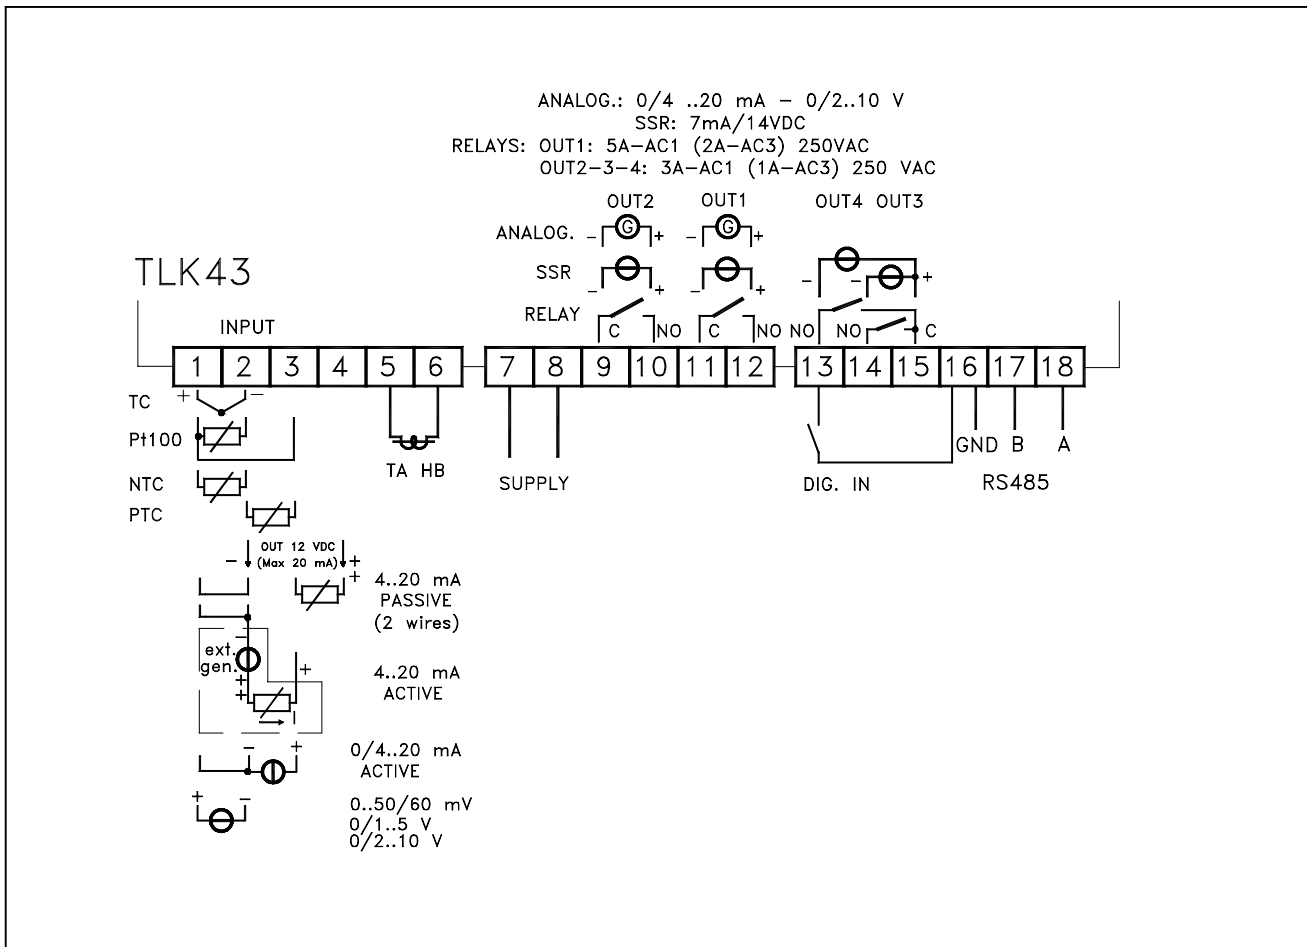 ANALOG.: 0/4 ..20 mA – 0/2..10 V
SSR: 7mA/14VDC
RELAYS: OUT1: 5A–AC1 (2A–AC3) 250VAC
OUT2–3–4: 3A–AC1 (1A–AC3) 250 VAC
OUT2 OUT1 OUT4 OUT3
ANALOG. – G + – G +
TLK43
SSR – + – + – – +
RELAY
INPUT C NO C NO NO NO C
1 2 3 4 5 6 7 8 9 10 11 12 13 14 15 16 17 18
TC + –
Pt100
GND B A
TA HB
NTC SUPPLY DIG. IN RS485
PTC
OUT 12 VDC
– (Max 20 mA) +
+
4..20 mA
PASSIVE
(2 wires)
–
ext.
gen.
+
+
+
4..20 mA
ACTIVE
I
– +
0/4..20 mA
ACTIVE
+ –
0..50/60 mV
0/1..5 V
0/2..10 V